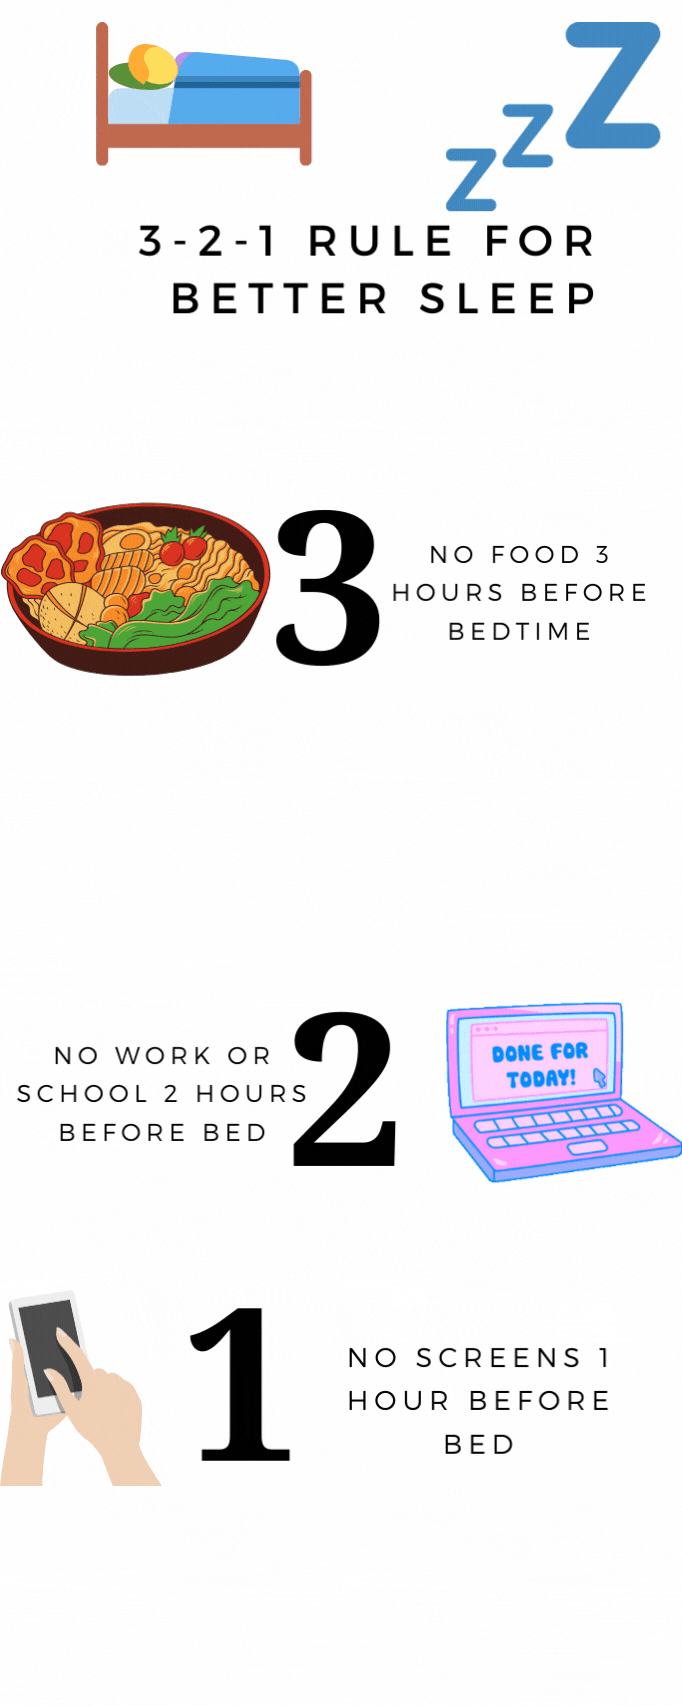 Z
Z
Z
3-2-1 RULE FOR
BETTER SLEEP
3
NO FOOD 3
HOURS BEFORE
BEDTIME
NO WORK OR
SCHOOL 2 HOURS
BEFORE BED
2
DONE FOR
TODAY!
1
NO SCREENS 1
HOUR BEFORE
BED